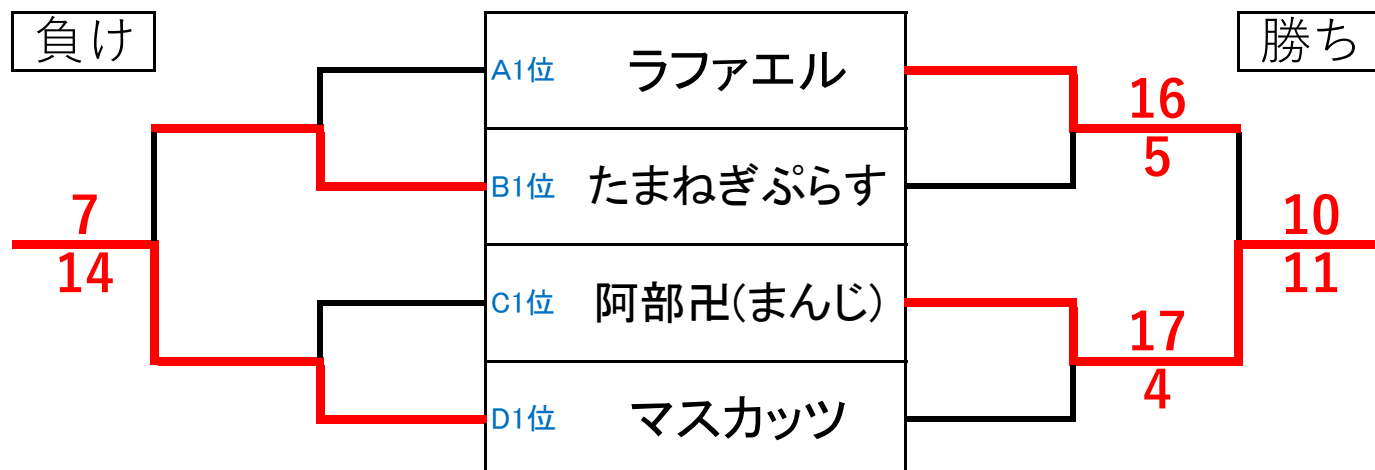 負け
勝ち
A1位 ラファエル
16
5
B1位 たまねぎぷらす
7
14
10
11
C1位 阿部卍(まんじ)
17
4
D1位 マスカッツ